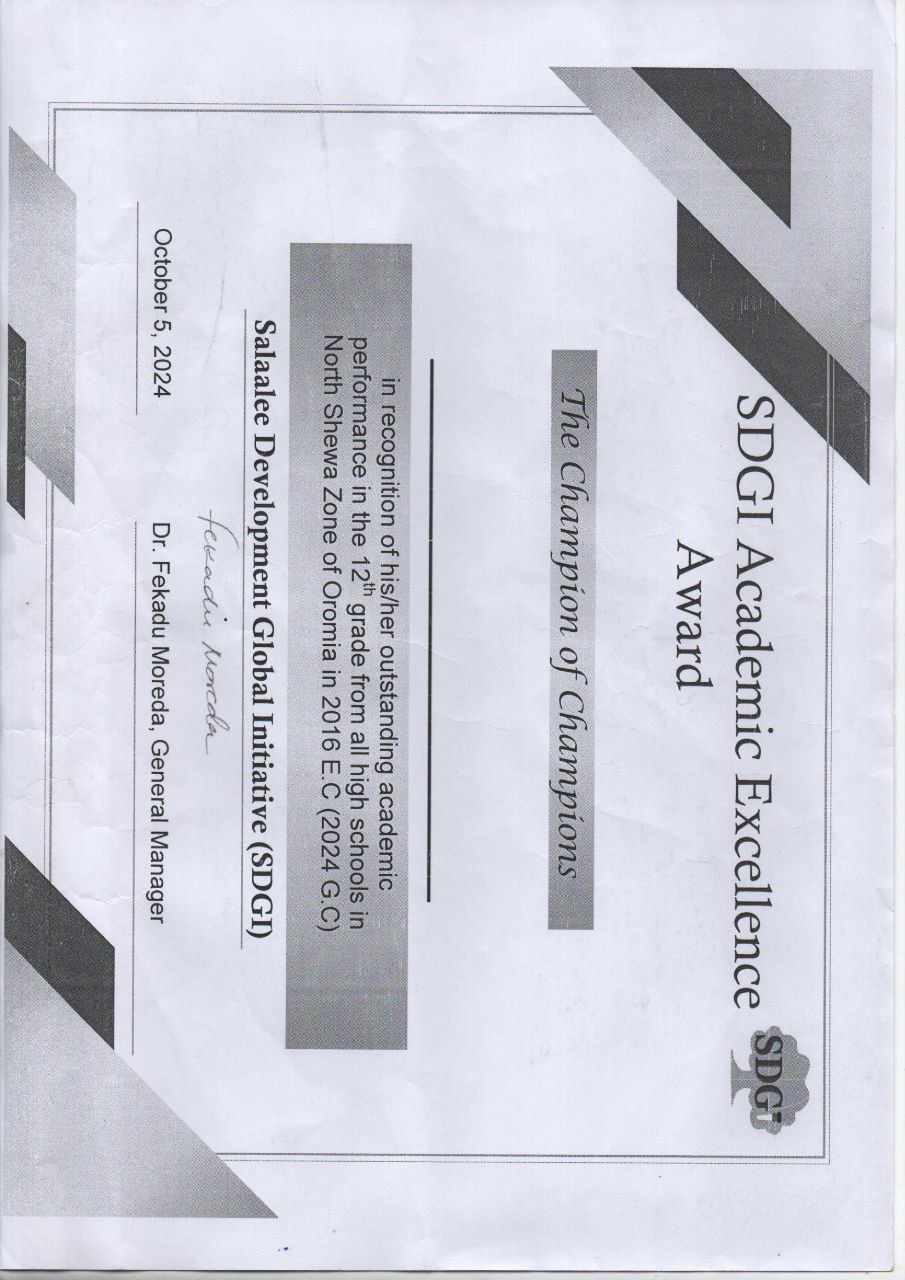 SDGI Academic Excellence
Award
SDGI
The Champion of Champions
in recognition of his/her outstanding academic
performance in the 12th grade from all high schools in
North Shewa Zone of Oromia in 2016 E.C (2024 G.C)
Salaalee Development Global Initiative (SDGI)
Fekadu Moreda
October 5, 2024
Dr. Fekadu Moreda, General Manager